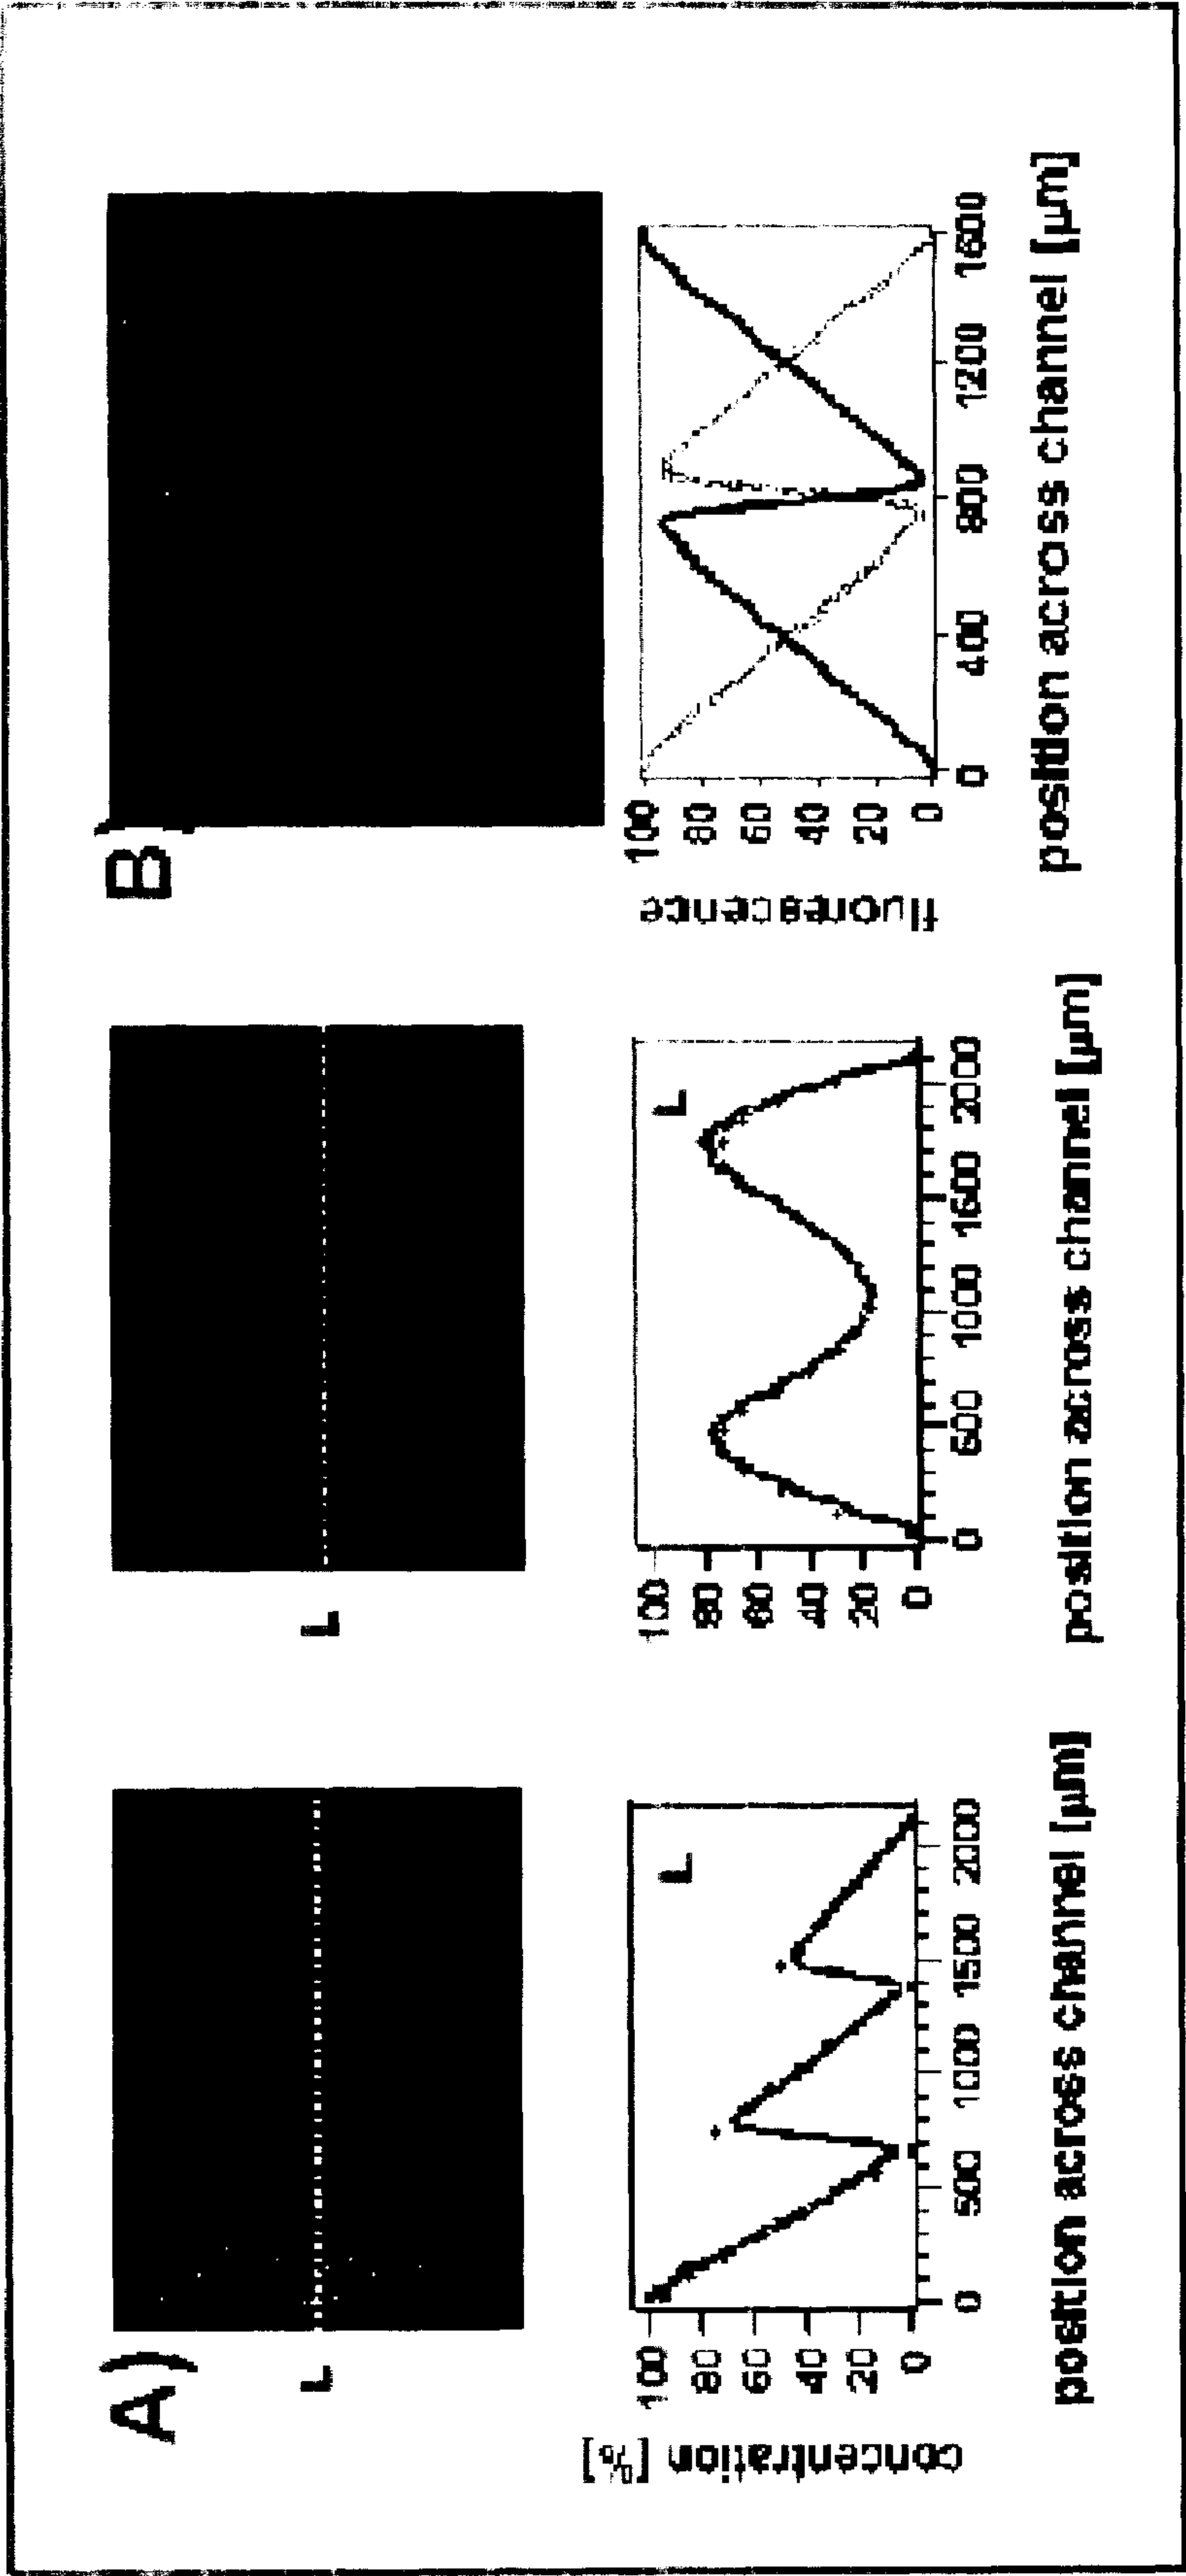 A)
L
L
B)
concentration [%]
100
80
60
40
20
0
L
0 500 1000 1500 2000
position across channel [µm]
100
80
60
40
20
0
L
0 500 1000 1500 2000
position across channel [µm]
fluorescence
100
80
60
40
20
0
0 400 800 1200 1600
position across channel [µm]